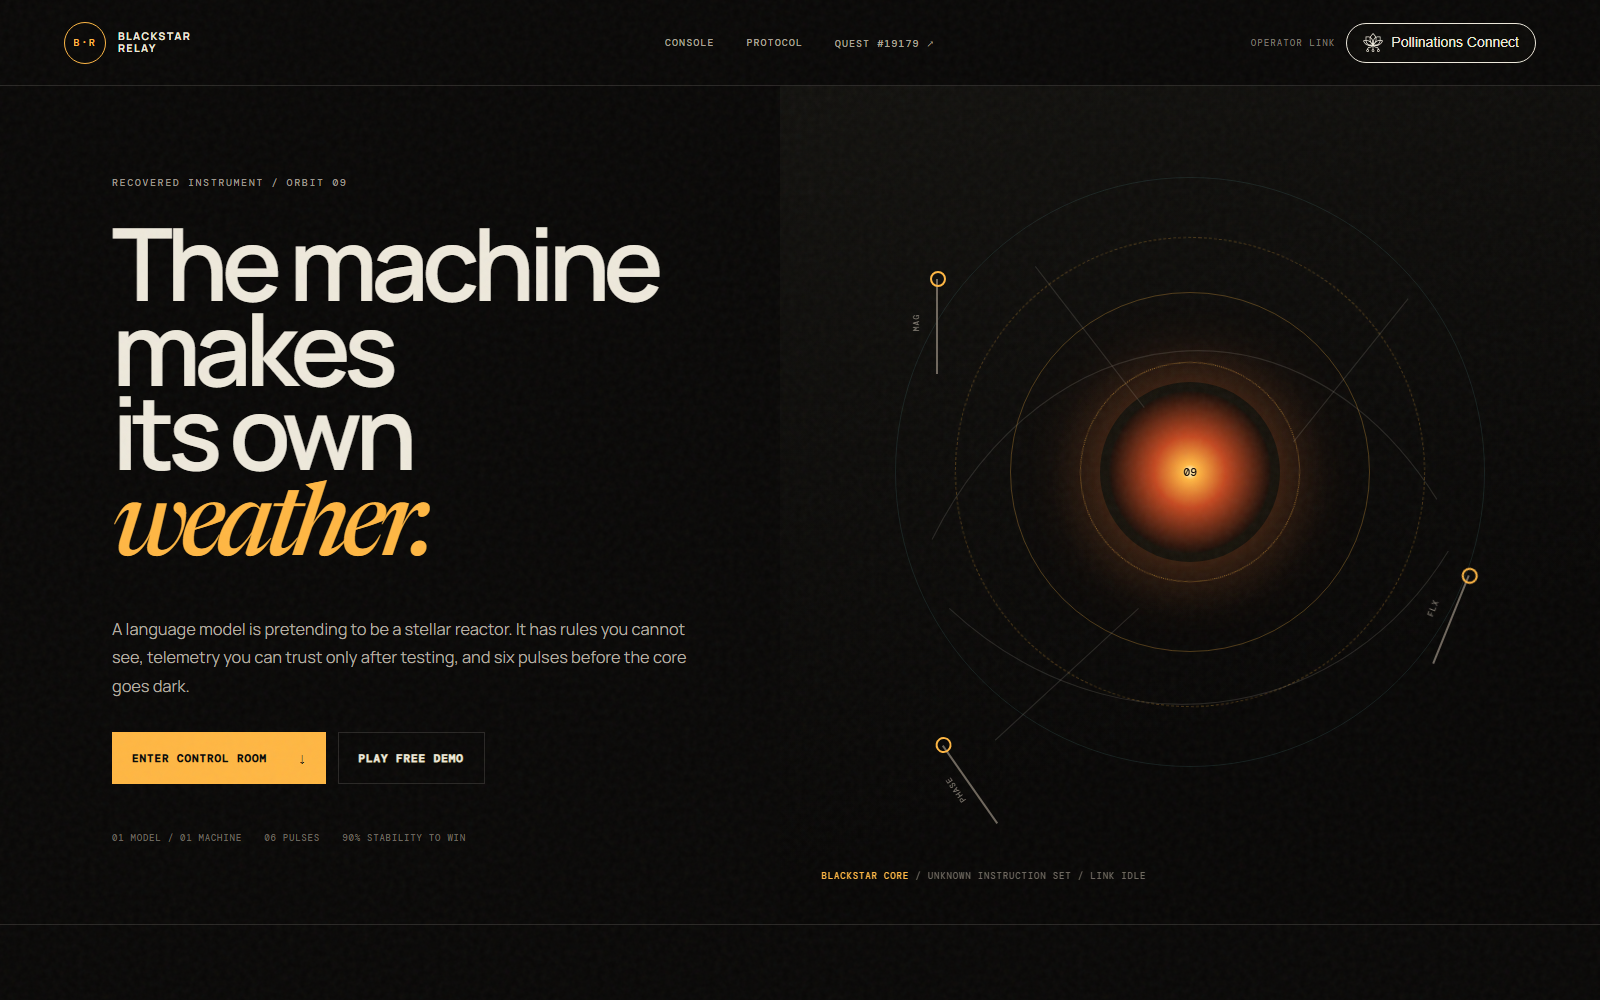 B·R
BLACKSTAR
RELAY
CONSOLE
PROTOCOL
QUEST #19179 ↗
OPERATOR LINK
Pollinations Connect
RECOVERED INSTRUMENT / ORBIT 09
The machine
makes
its own
weather.
A language model is pretending to be a stellar reactor. It has rules you cannot
see, telemetry you can trust only after testing, and six pulses before the core
goes dark.
ENTER CONTROL ROOM ↓
PLAY FREE DEMO
01 MODEL / 01 MACHINE
06 PULSES
90% STABILITY TO WIN
MAG
09
FLX
PHASE
BLACKSTAR CORE / UNKNOWN INSTRUCTION SET / LINK IDLE